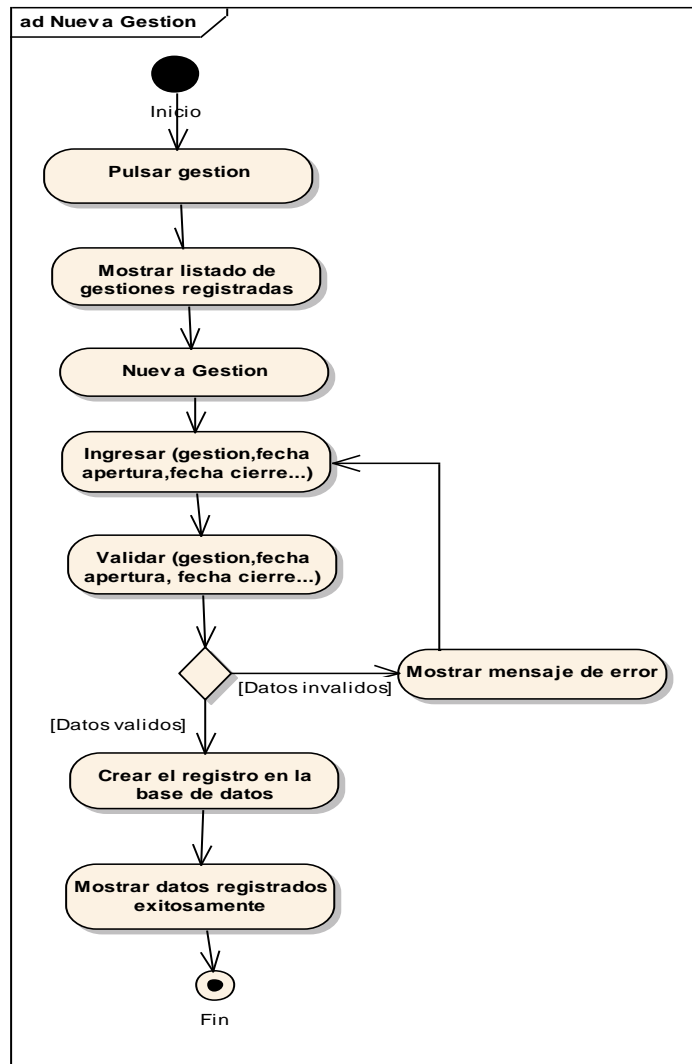 ad Nueva Gestion
Inicio
Pulsar gestion
Mostrar listado de
gestiones registradas
Nueva Gestion
Ingresar (gestion,fecha
apertura,fecha cierre...)
Validar (gestion,fecha
apertura, fecha cierre...)
Mostrar mensaje de error
[Datos invalidos]
[Datos validos]
Crear el registro en la
base de datos
Mostrar datos registrados
exitosamente
Fin